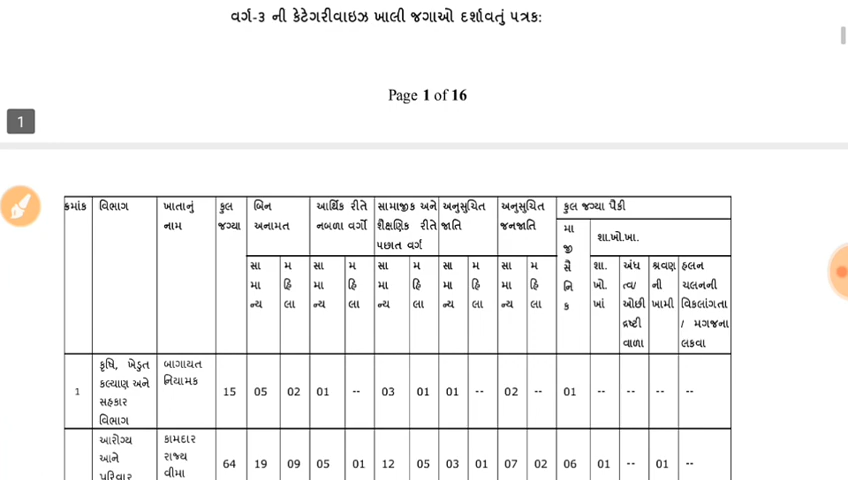 વર્ગ-૩ ની કેટેગરીવાઇઝ ખાલી જગાઓ દર્શાવતું પત્રક:
Page 1 of 16
1
ક્માંક વિભાગ ખાતાનું નામ કુલ જગ્યા બિન અનામત આર્થિક રીતે નબળા વર્ગો સામાજીક અને શૈક્ષણિક રીતે પછાત વર્ગ અનુસુચિત જાતિ અનુસુચિત જનજાતિ કુલ જગ્યા પૈકી
માજી સૈનિક શા.ખો.ખા.
સામાન્ય મહિલા સામાન્ય મહિલા સામાન્ય મહિલા સામાન્ય મહિલા સામાન્ય મહિલા શા. ખો. ખાં અંધત્વ/ ઓછી દ્રષ્ટી વાળા શ્રવણની ખામી હલન ચલનની વિકલાંગતા / મગજના લકવા
1 કૃષિ, ખેડુત કલ્યાણ અને સહકાર વિભાગ બાગાયત નિયામક 15 05 02 01 -- 03 01 01 -- 02 -- 01 -- -- -- --
આરોગ્ય આને પરિવાર કામદાર રાજ્ય વીમા 64 19 09 05 01 12 05 03 01 07 02 06 01 -- 01 --